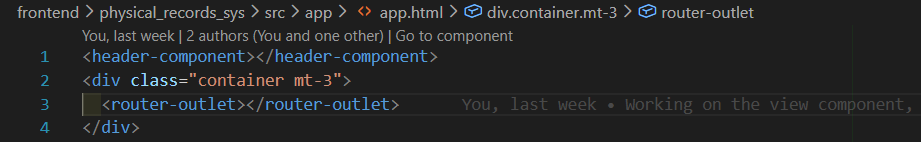 frontend > physical_records_sys > src > app > <> app.html > div.container.mt-3 > router-outlet
You, last week | 2 authors (You and one other) | Go to component
1 <header-component></header-component>
2 <div class="container mt-3">
3 <router-outlet></router-outlet> You, last week • Working on the view component,
4 </div>